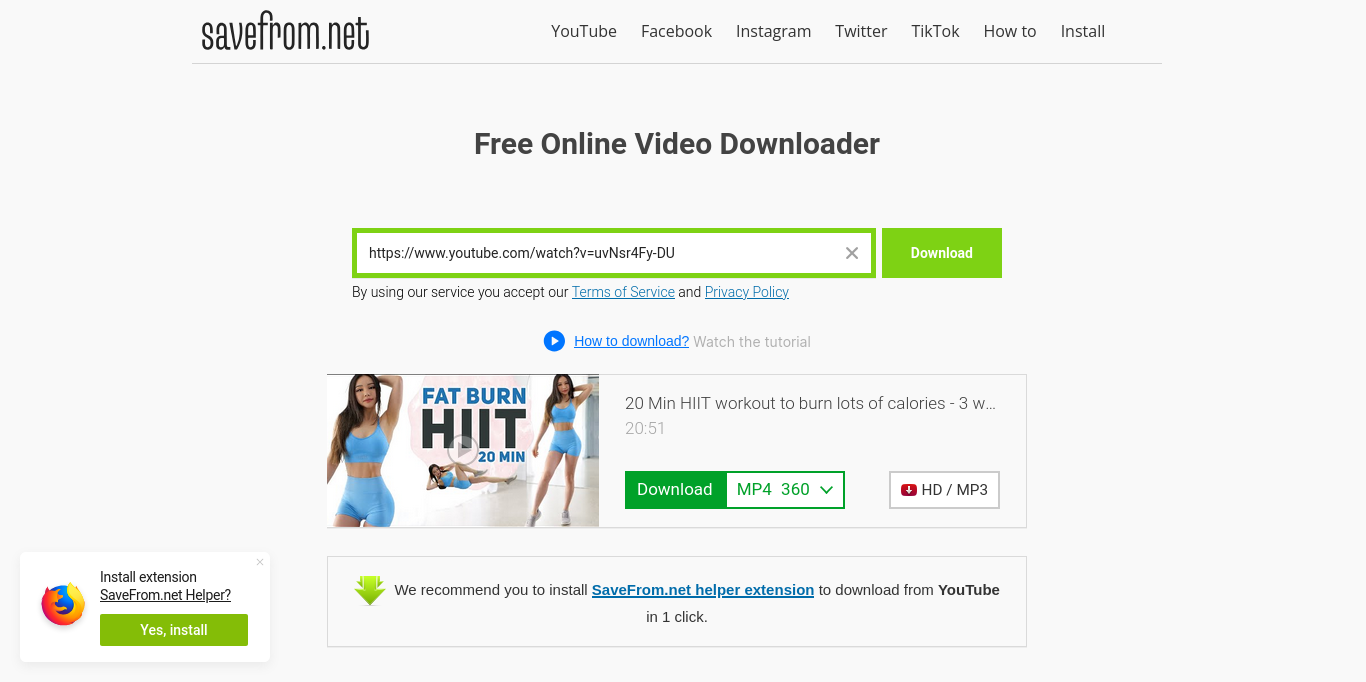 savefrom.net
YouTube Facebook Instagram Twitter TikTok How to Install
Free Online Video Downloader
https://www.youtube.com/watch?v=uvNsr4Fy-DU
Download
By using our service you accept our Terms of Service and Privacy Policy
How to download? Watch the tutorial
FAT BURN
HIIT
20 MIN
20 Min HIIT workout to burn lots of calories - 3 w...
20:51
Download MP4 360
HD / MP3
We recommend you to install SaveFrom.net helper extension to download from YouTube
in 1 click.
Install extension
SaveFrom.net Helper?
Yes, install